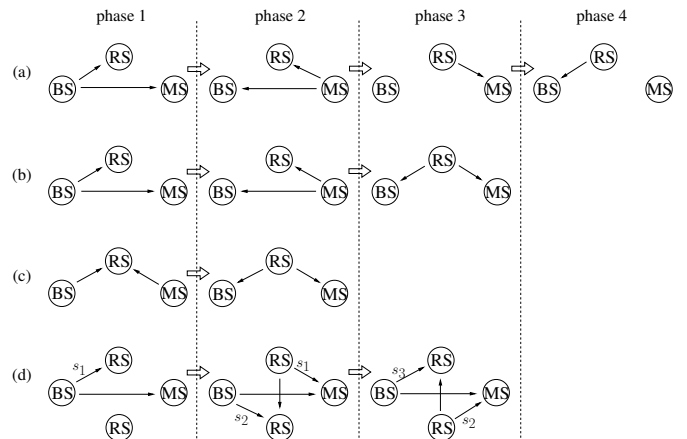 phase 1 phase 2 phase 3 phase 4
(a) RS RS RS RS
BS MS BS MS BS MS BS MS
(b) RS RS RS
BS MS BS MS BS MS
(c) RS RS
BS MS BS MS
RS RS s1 RS
s1 s3
(d) BS MS BS MS BS MS
s2 s2
RS RS RS